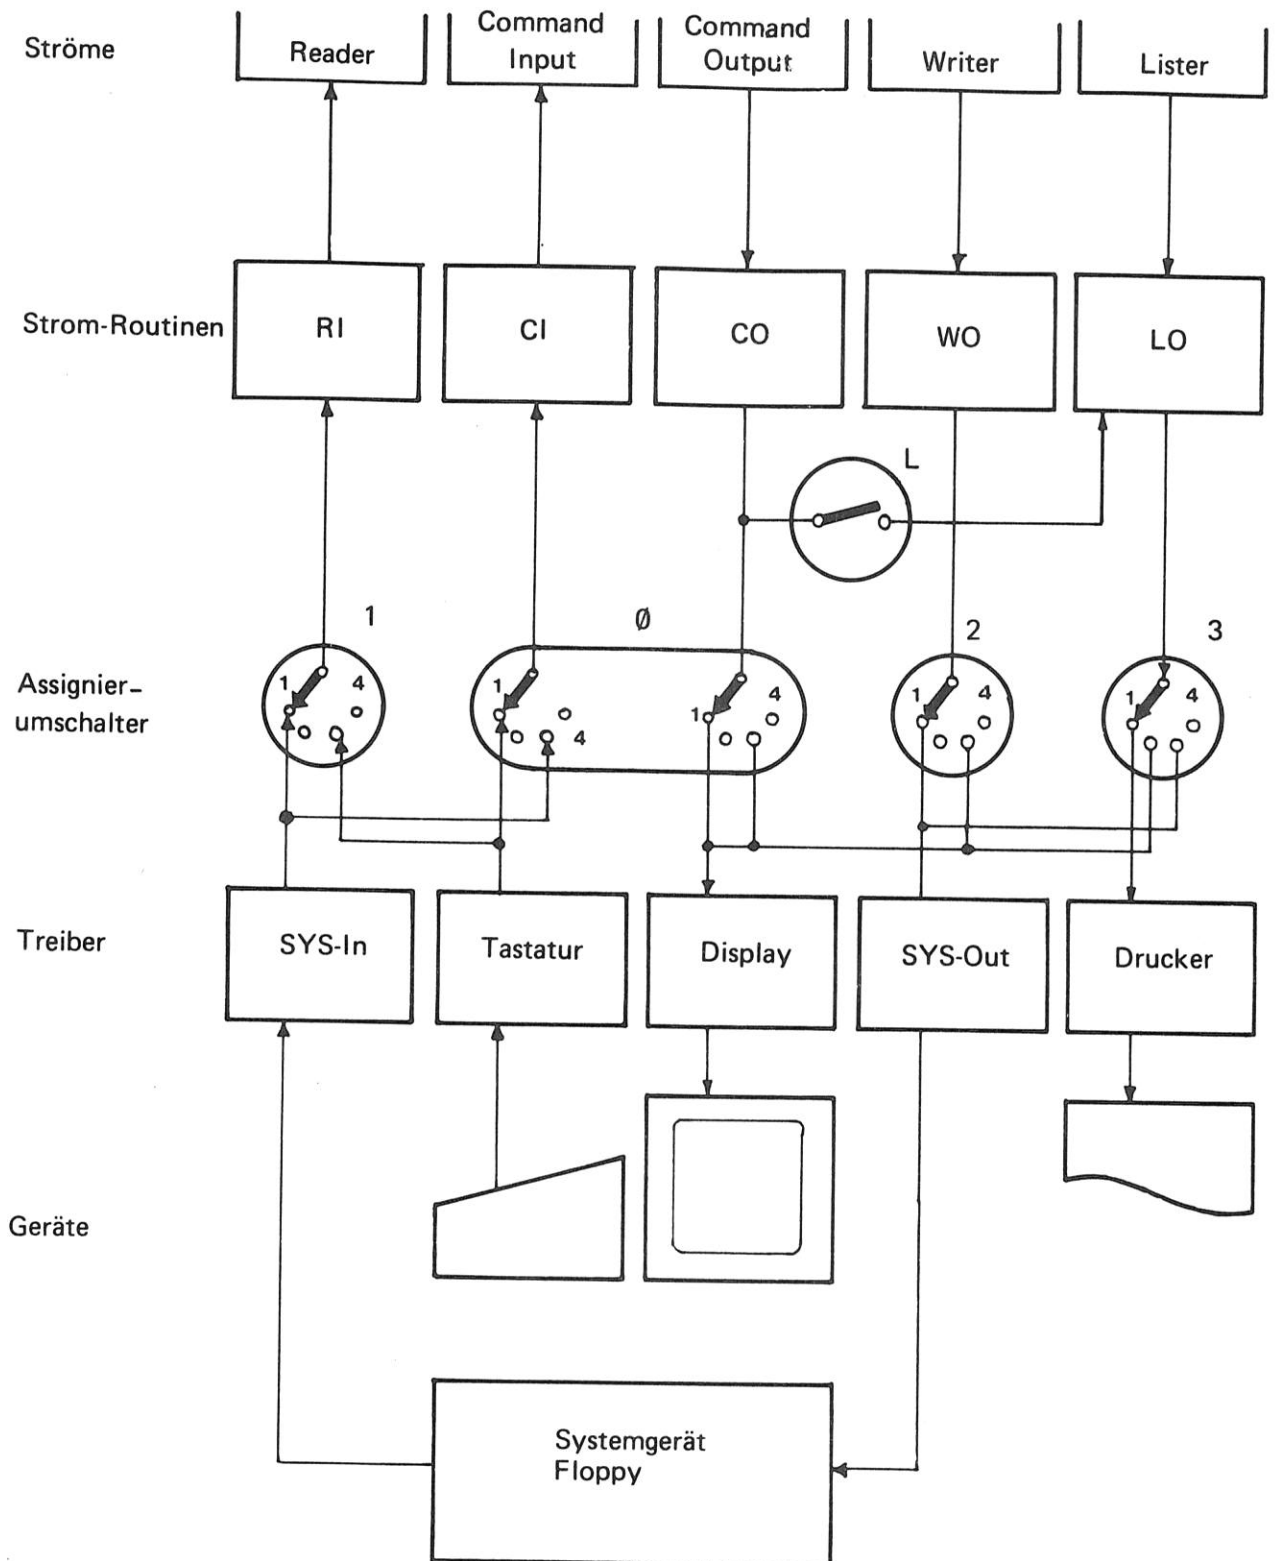 Ströme
Reader
Command
Input
Command
Output
Writer
Lister
Strom-Routinen
RI
CI
CO
WO
LO
L
1
Ø
2
3
Assignier-
umschalter
1
4
1
4
1
4
1
4
1
4
Treiber
SYS-In
Tastatur
Display
SYS-Out
Drucker
Geräte
Systemgerät
Floppy